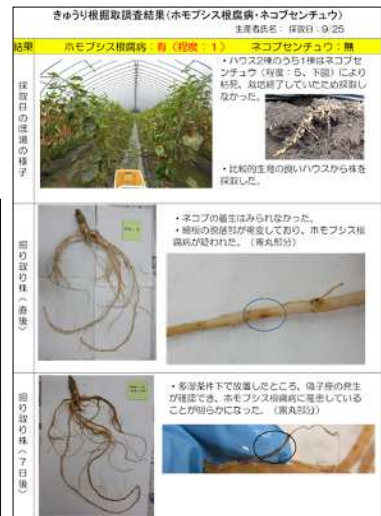 きゅうり根掘取調査結果(ホモプシス根腐病・ネコブセンチュウ)
生産者氏名: 採取日:9/25
結果 ホモプシス根腐病:有(程度:1) ネコブセンチュウ:無
採取日の圃場の様子
・ハウス2棟のうち1棟はネコブセ
ンチュウ(程度:5、下図)により
枯死、栽培終了していたため採取し
なかった。
・比較的生育の良いハウスから株を
採取した。
掘り取り株(直後)
・ネコブの着生はみられなかった。
・細根の脱落部が褐変しており、ホモプシス根
腐病が疑われた。(青丸部分)
掘り取り株(7日後)
・多湿条件下で放置したところ、偽子座の発生
が確認でき、ホモプシス根腐病に罹患している
ことが明らかになった。(黒丸部分)